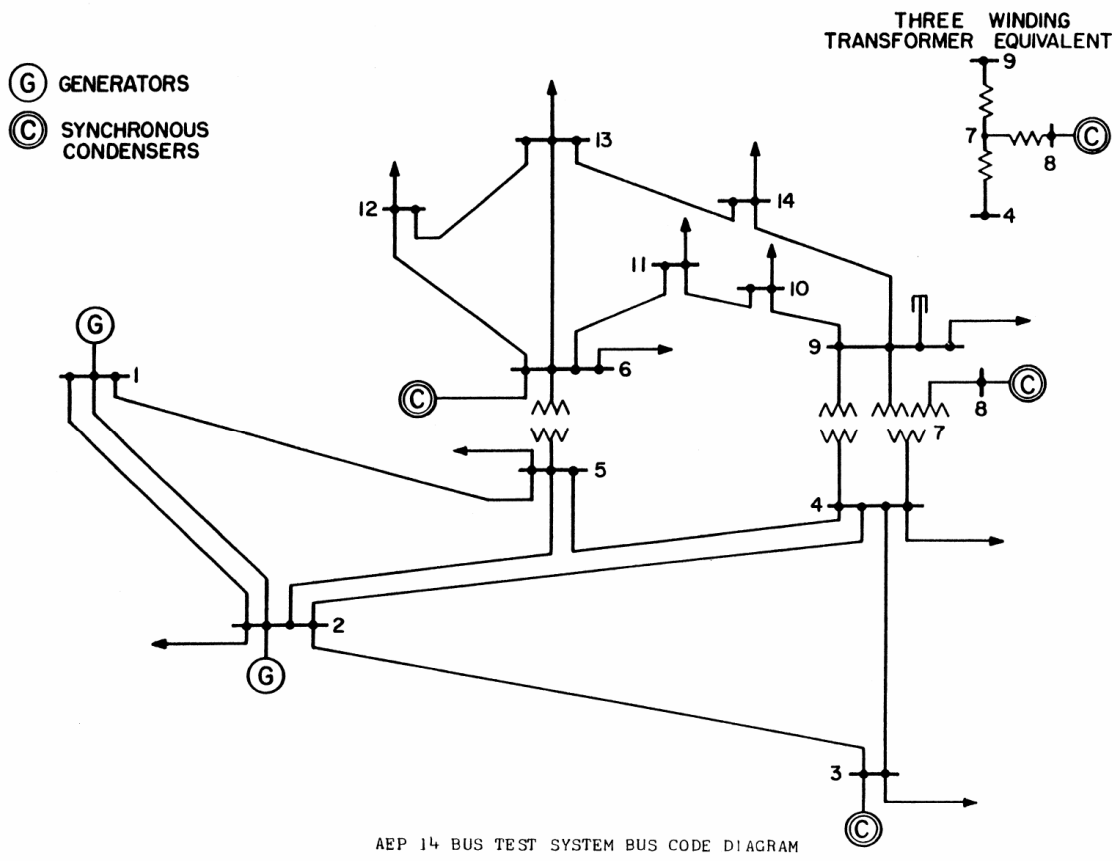 THREE WINDING
TRANSFORMER EQUIVALENT
9
7
C
8
4
G GENERATORS
C SYNCHRONOUS
CONDENSERS
13
12
14
11
10
G
1
9
6
C
8
C
7
5
4
2
G
3
C
AEP 14 BUS TEST SYSTEM BUS CODE DIAGRAM